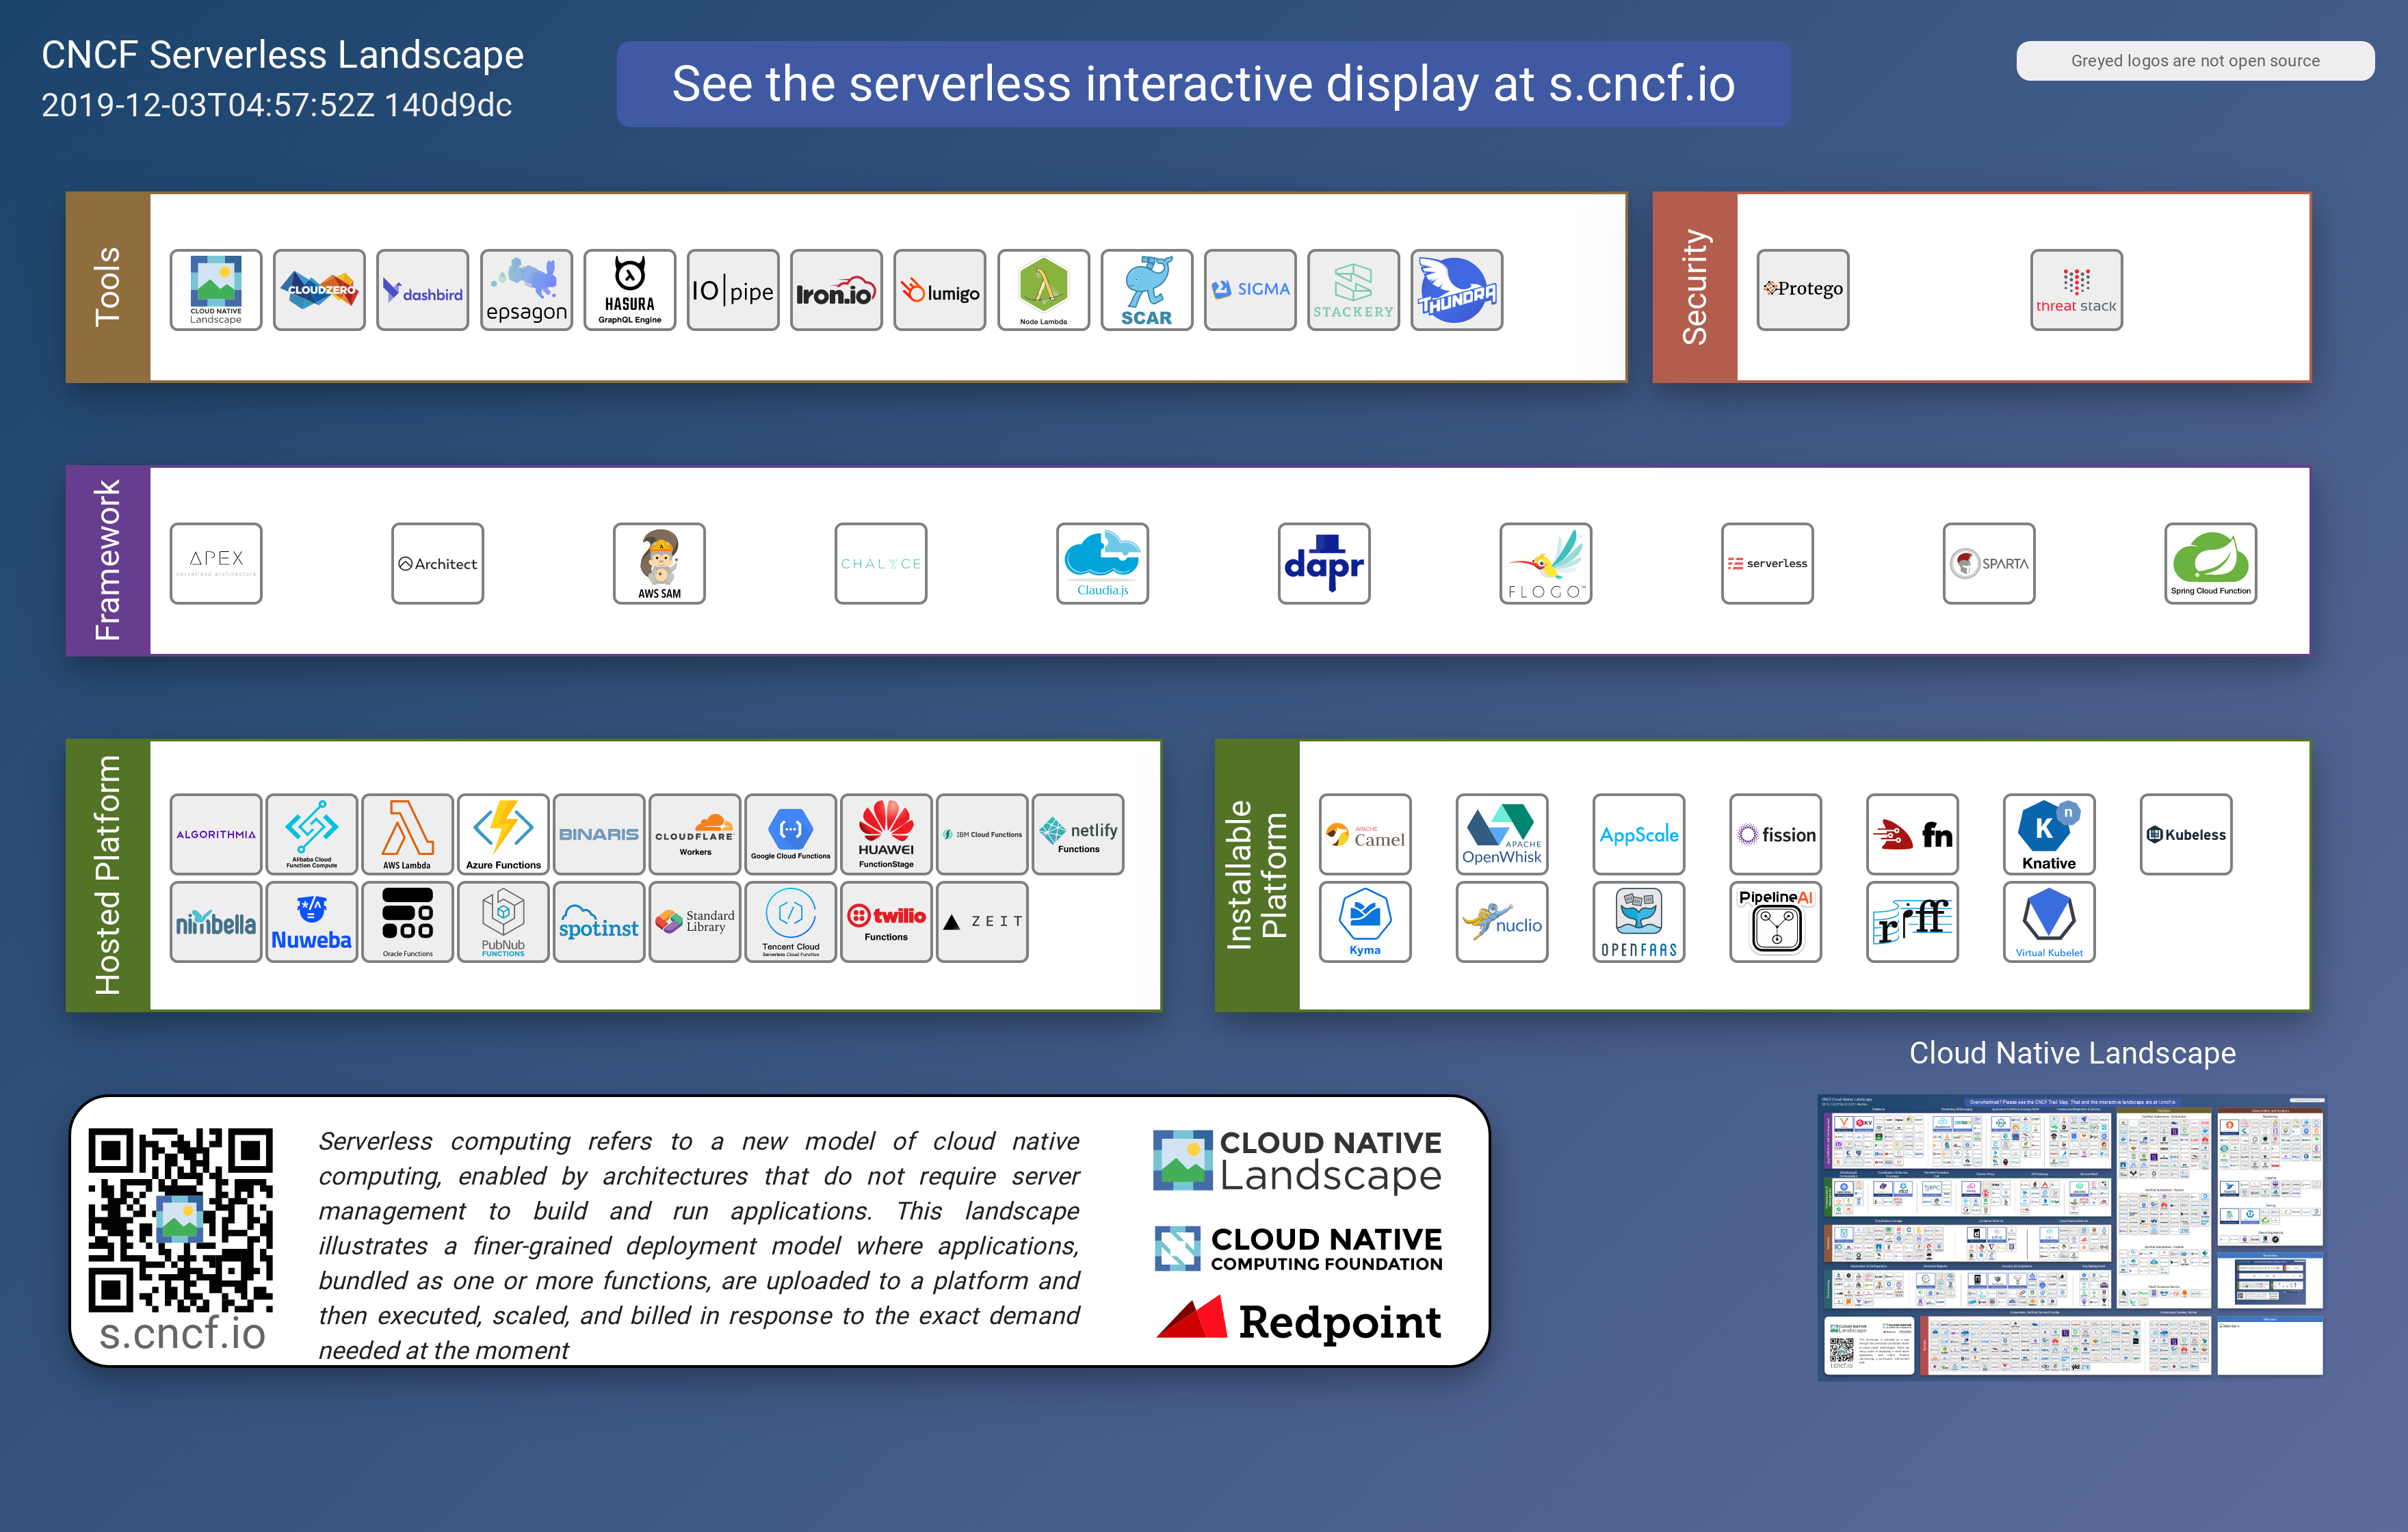 CNCF Serverless Landscape
2019-12-03T04:57:52Z 140d9dc
See the serverless interactive display at s.cncf.io
Greyed logos are not open source
Tools
CLOUD NATIVE
Landscape
CLOUDZERO
dashbird
epsagon
HASURA
GraphQL Engine
IO|pipe
Iron.io
lumigo
Node Lambda
SCAR
SIGMA
STACKERY
THUNDRA
Security
Protego
threat stack
Framework
APEX
serverless architecture
Architect
AWS SAM
CHALICE
Claudia.js
dapr
FLOGO™
serverless
SPARTA
Spring Cloud Function
Hosted Platform
ALGORITHMIA
Alibaba Cloud
Function Compute
AWS Lambda
Azure Functions
BINARIS
CLOUDFLARE
Workers
Google Cloud Functions
HUAWEI
FunctionStage
IBM Cloud Functions
netlify
Functions
nimbella
Nuweba
Oracle Functions
PubNub
FUNCTIONS
spotinst
Standard
Library
Tencent Cloud
Serverless Cloud Function
twilio
Functions
ZEIT
Installable
Platform
APACHE
Camel
APACHE
OpenWhisk
AppScale
fission
fn
K
n
Knative
Kubeless
Kyma
nuclio
OPENFAAS
PipelineAI
riff
Virtual Kubelet
Cloud Native Landscape
s.cncf.io
Serverless computing refers to a new model of cloud native
computing, enabled by architectures that do not require server
management to build and run applications. This landscape
illustrates a finer-grained deployment model where applications,
bundled as one or more functions, are uploaded to a platform and
then executed, scaled, and billed in response to the exact demand
needed at the moment
CLOUD NATIVE
Landscape
CLOUD NATIVE
COMPUTING FOUNDATION
Redpoint